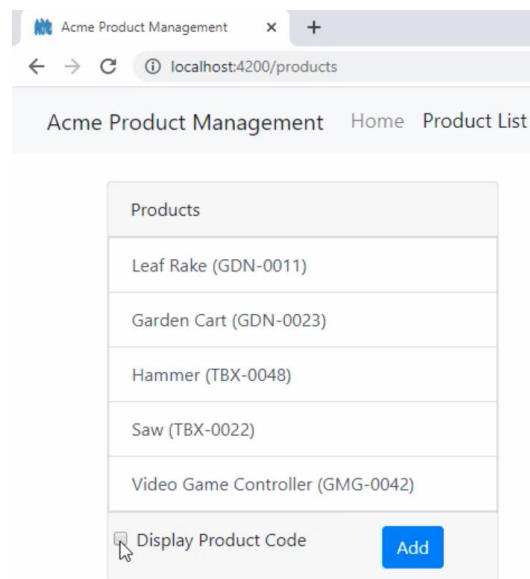 Acme Product Management
localhost:4200/products
Acme Product Management Home Product List
Products
Leaf Rake (GDN-0011)
Garden Cart (GDN-0023)
Hammer (TBX-0048)
Saw (TBX-0022)
Video Game Controller (GMG-0042)
Display Product Code Add